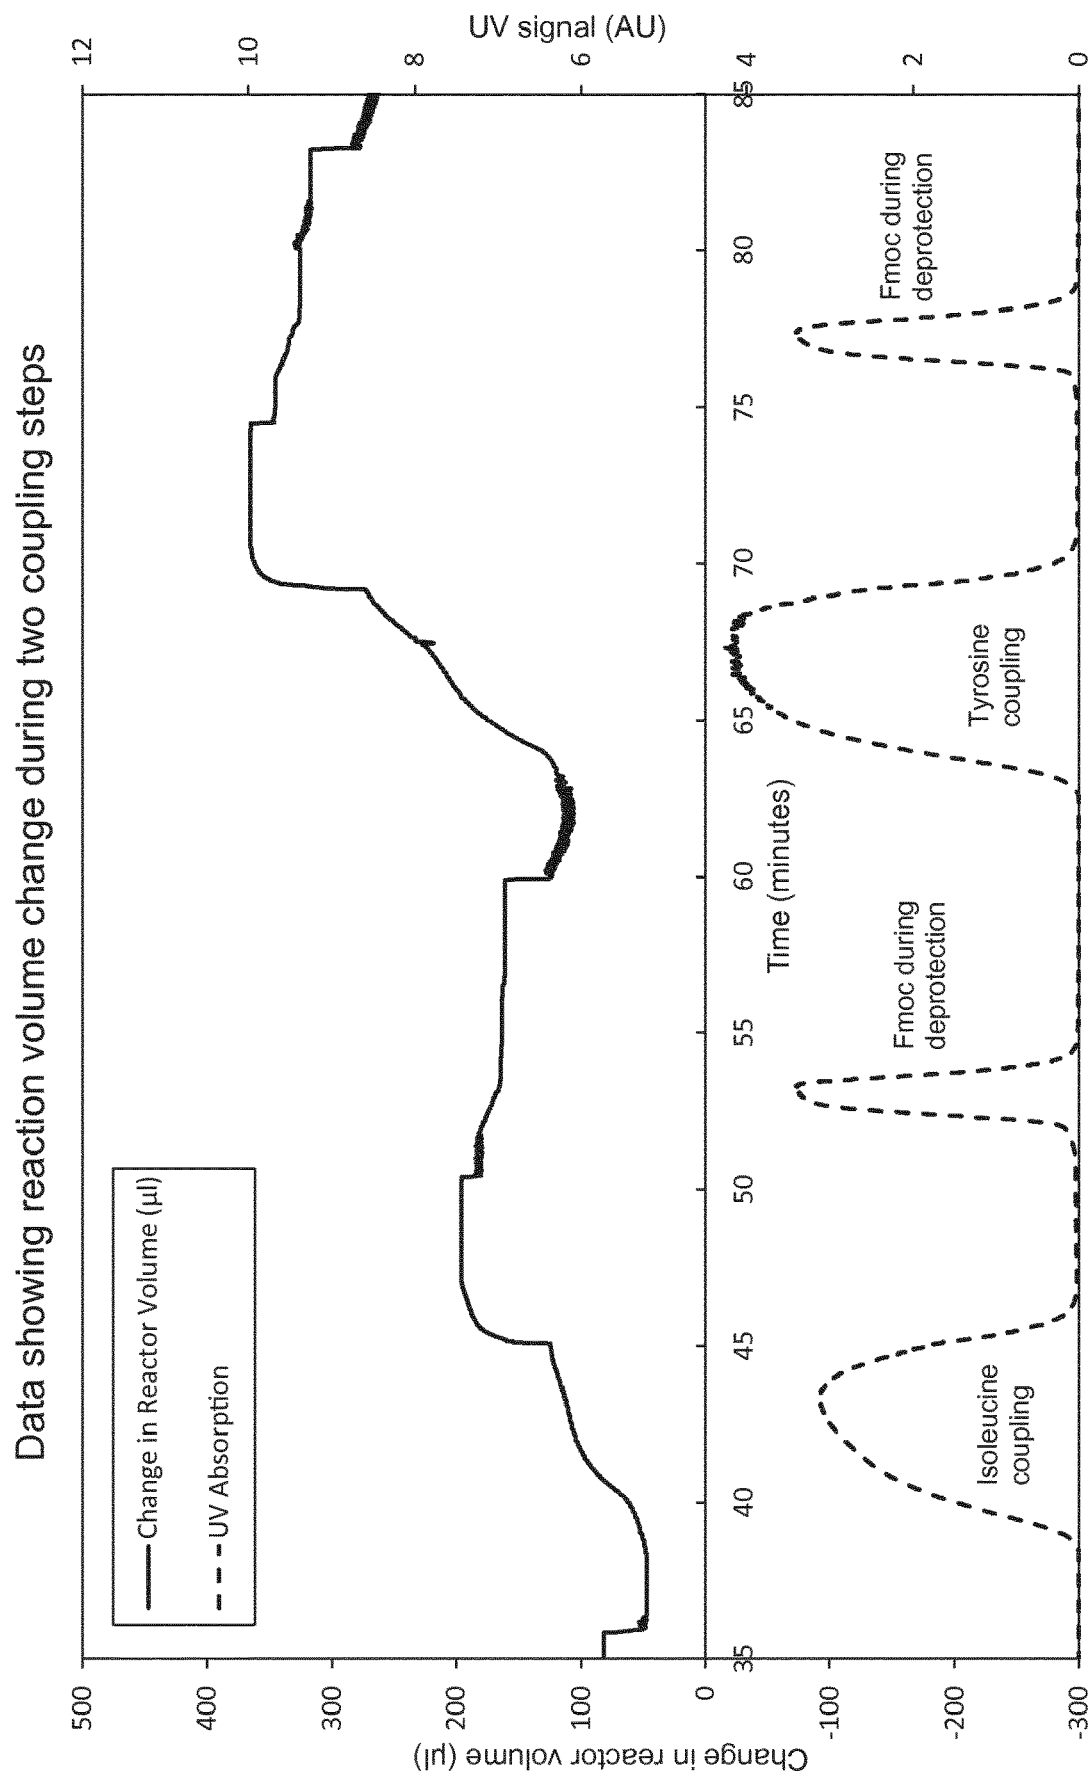 Data showing reaction volume change during two coupling steps
Change in Reactor Volume (µl)
UV Absorption
Change in reactor volume (µl)
500
400
300
200
100
0
-100
-200
-300
UV signal (AU)
12
10
8
6
4
2
0
35
40
45
50
55
60
65
70
75
80
85
Time (minutes)
Isoleucine
coupling
Fmoc during
deprotection
Tyrosine
coupling
Fmoc during
deprotection